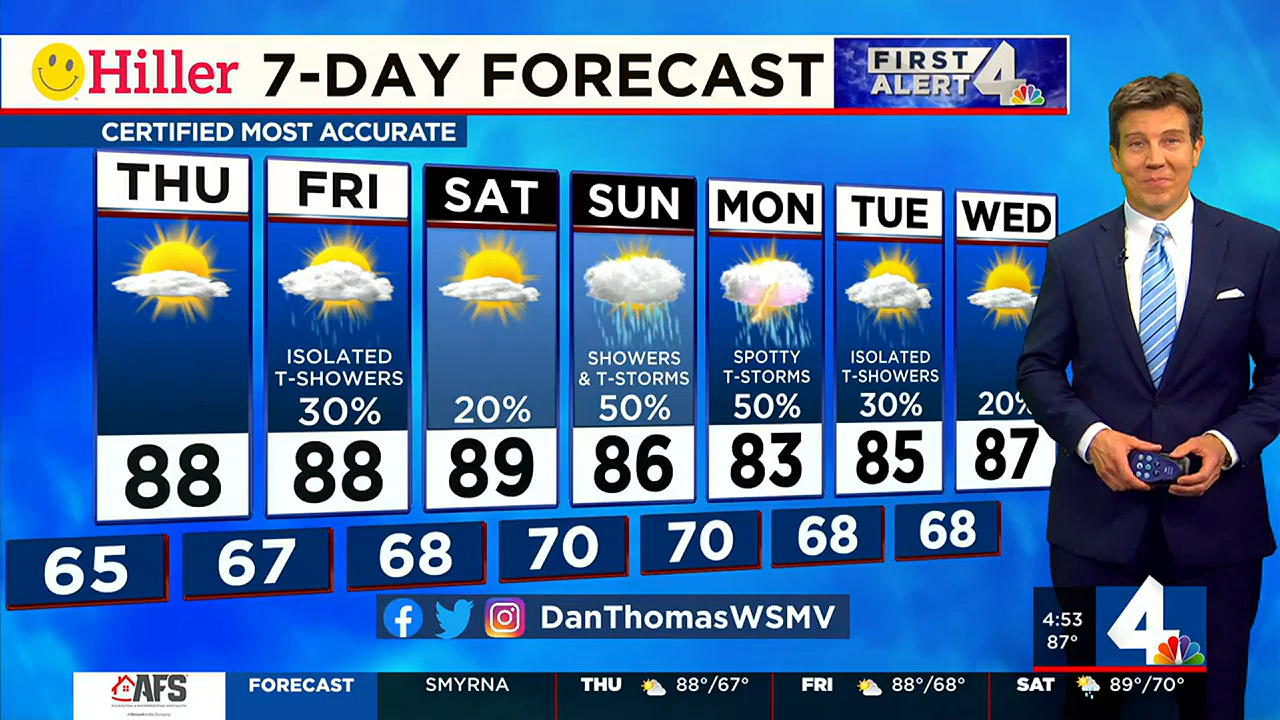 Hiller 7-DAY FORECAST FIRST ALERT 4
CERTIFIED MOST ACCURATE
THU FRI SAT SUN MON TUE WED
ISOLATED T-SHOWERS
SHOWERS & T-STORMS
SPOTTY T-STORMS
ISOLATED T-SHOWERS
30% 20% 50% 50% 30% 20%
88 88 89 86 83 85 87
65 67 68 70 70 68 68
DanThomasWSMV
4:53
87°
4
AFS
FORECAST SMYRNA THU 88°/67° FRI 88°/68° SAT 89°/70°